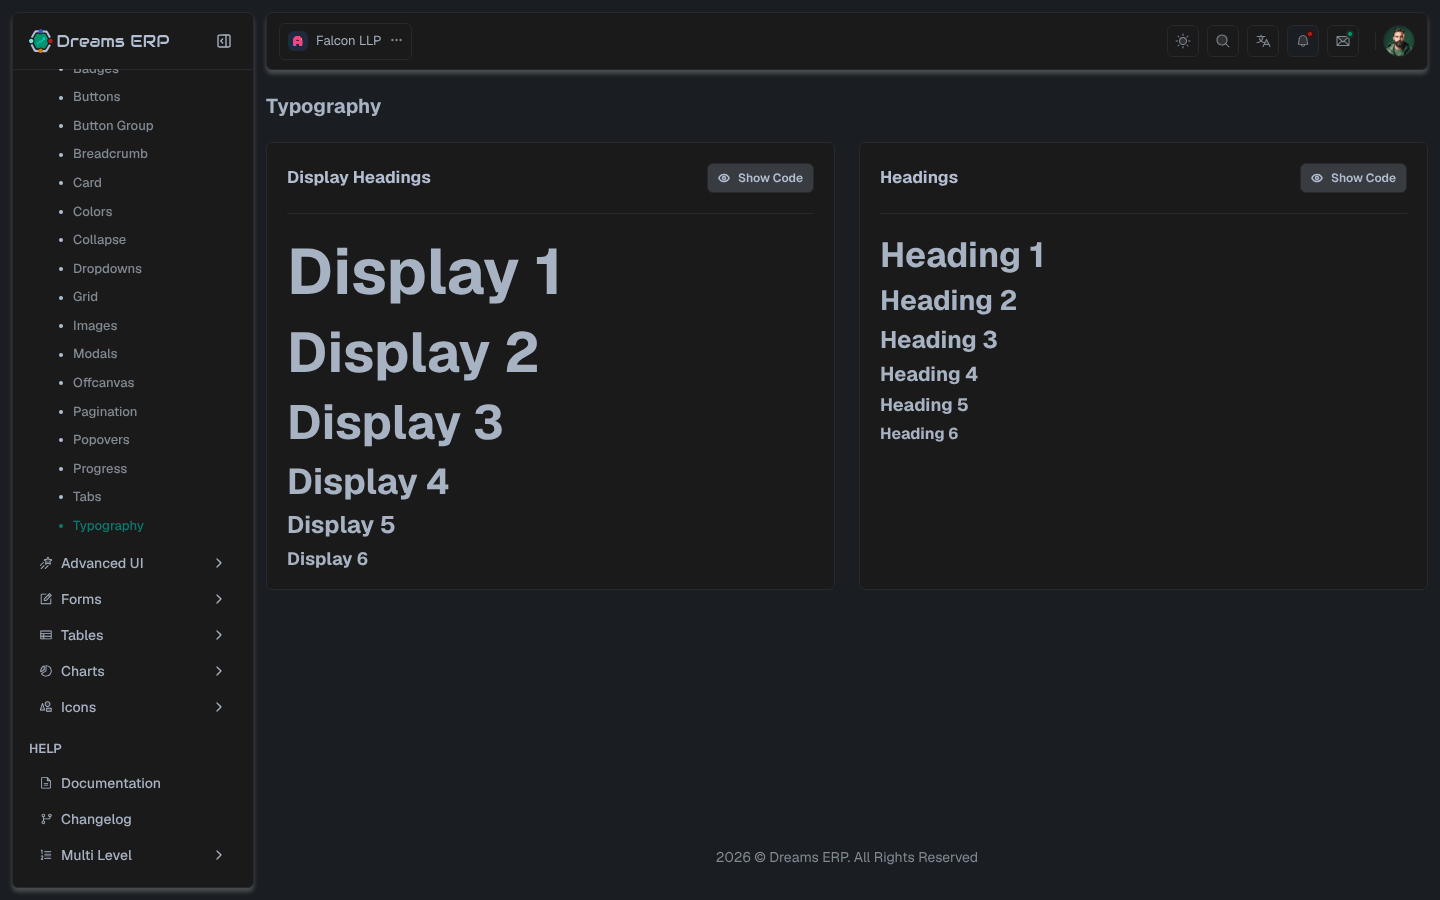 Dreams ERP
Falcon LLP
Badges
Buttons
Button Group
Breadcrumb
Card
Colors
Collapse
Dropdowns
Grid
Images
Modals
Offcanvas
Pagination
Popovers
Progress
Tabs
Typography
Advanced UI
Forms
Tables
Charts
Icons
HELP
Documentation
Changelog
Multi Level
Typography
Display Headings
Show Code
Display 1
Display 2
Display 3
Display 4
Display 5
Display 6
Headings
Show Code
Heading 1
Heading 2
Heading 3
Heading 4
Heading 5
Heading 6
2026 © Dreams ERP. All Rights Reserved